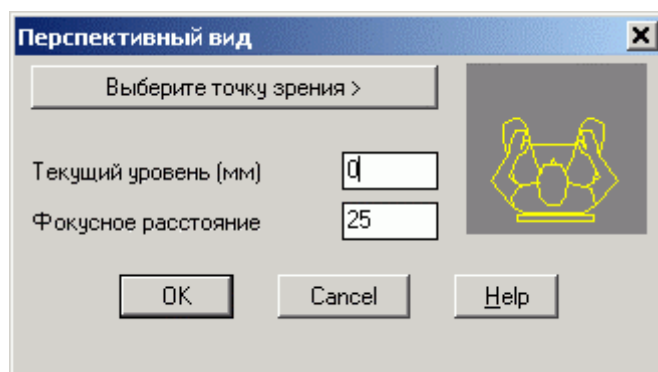 Перспективный вид
Выберите точку зрения >
Текущий уровень (мм) 0
Фокусное расстояние 25
OK Cancel Help